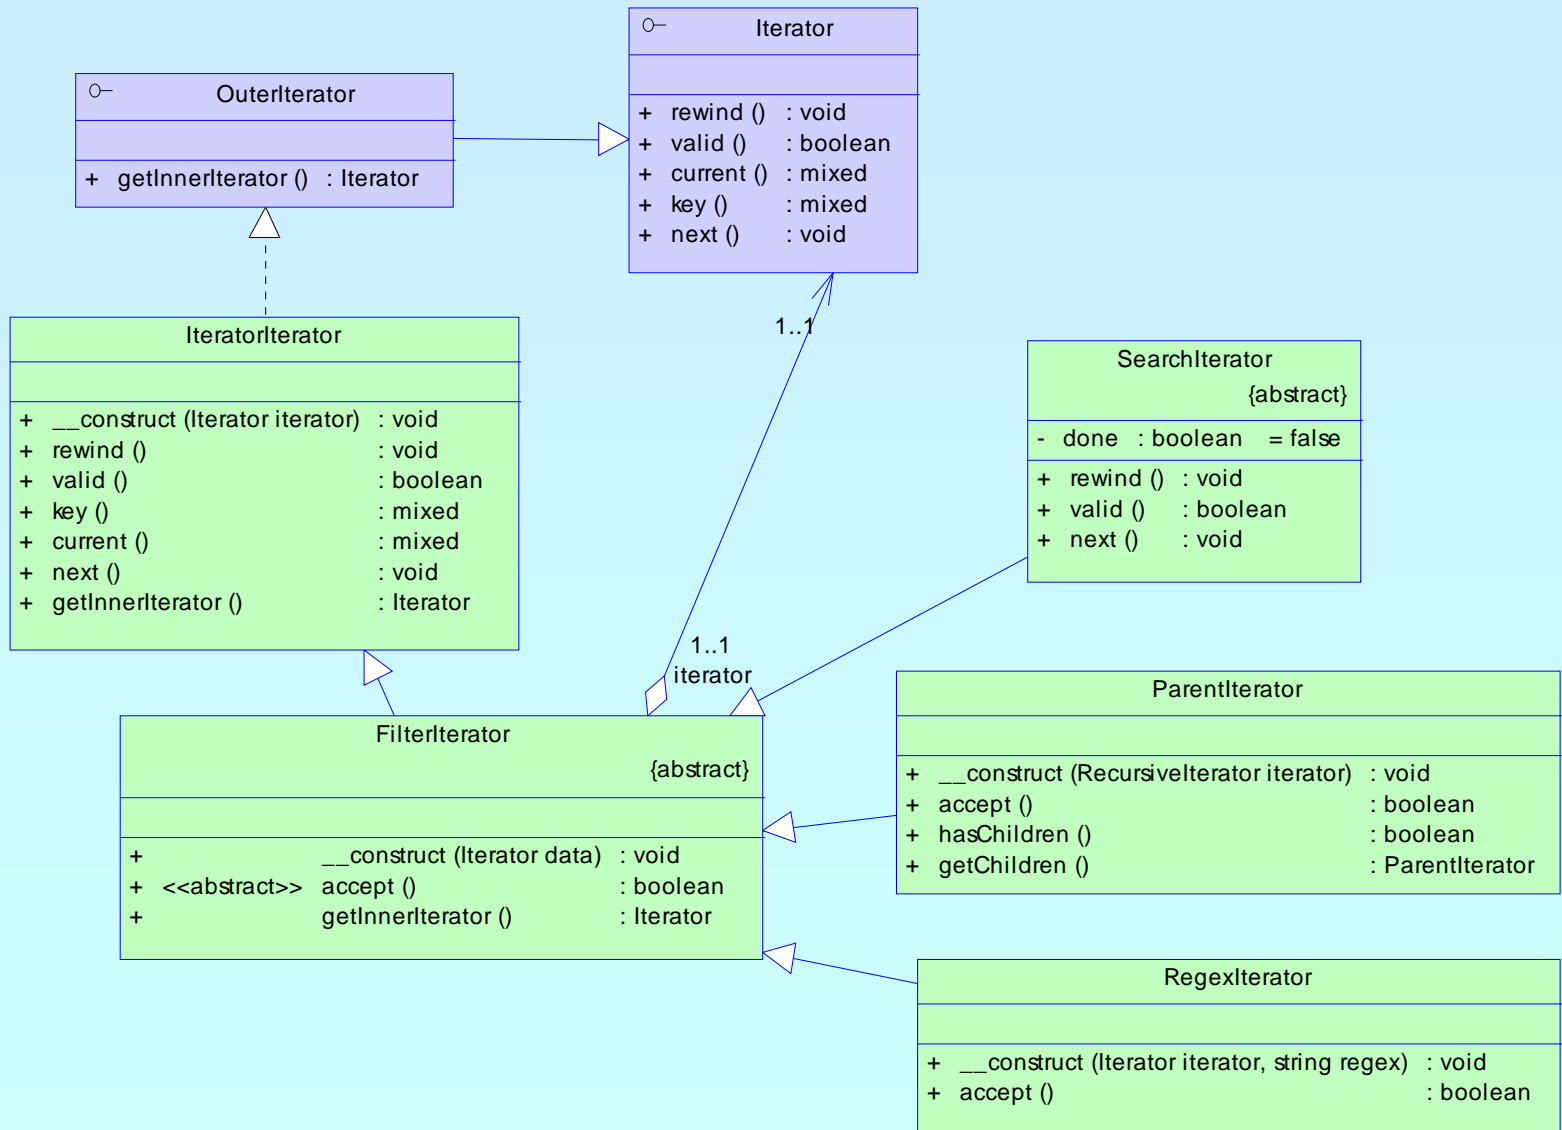 Iterator
+ rewind () : void
+ valid () : boolean
+ current () : mixed
+ key () : mixed
+ next () : void
OuterIterator
+ getInnerIterator () : Iterator
IteratorIterator
+ __construct (Iterator iterator) : void
+ rewind () : void
+ valid () : boolean
+ key () : mixed
+ current () : mixed
+ next () : void
+ getInnerIterator () : Iterator
1..1
SearchIterator
{abstract}
- done : boolean = false
+ rewind () : void
+ valid () : boolean
+ next () : void
1..1
iterator
FilterIterator
{abstract}
+ __construct (Iterator data) : void
+ <<abstract>> accept () : boolean
+ getInnerIterator () : Iterator
ParentIterator
+ __construct (RecursiveIterator iterator) : void
+ accept () : boolean
+ hasChildren () : boolean
+ getChildren () : ParentIterator
RegexIterator
+ __construct (Iterator iterator, string regex) : void
+ accept () : boolean